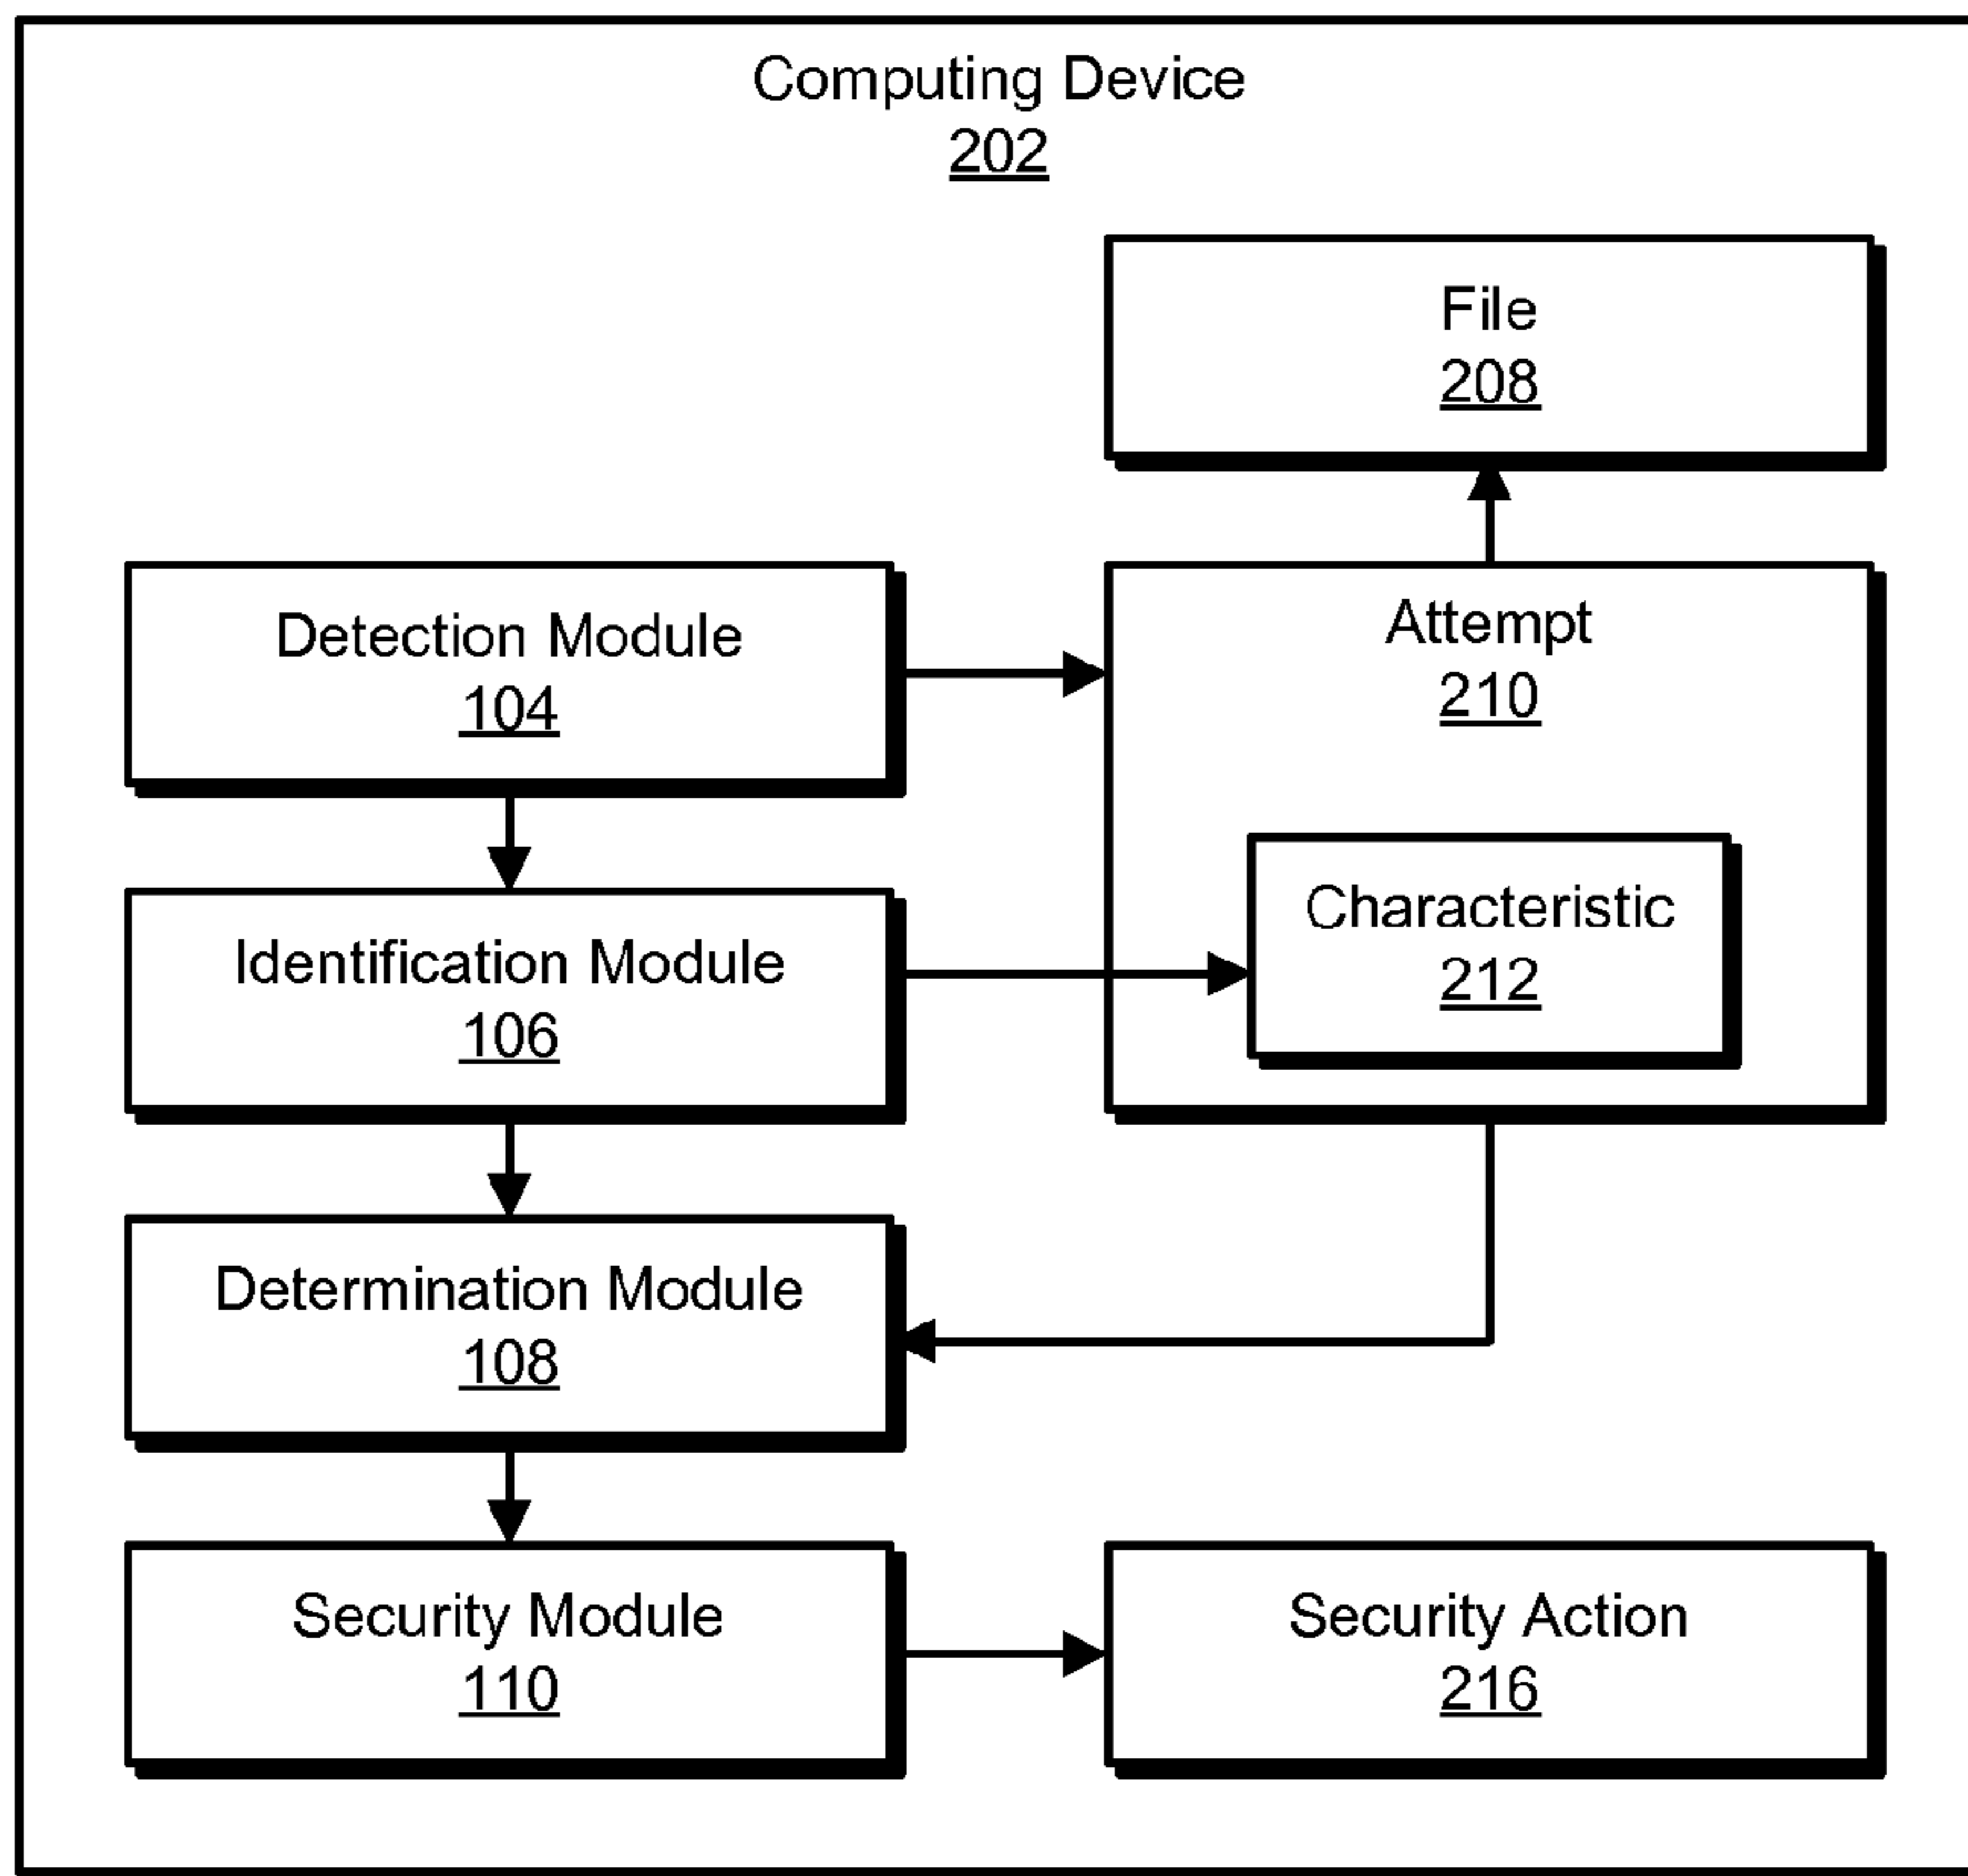 Computing Device
202
File
208
Detection Module
104
Attempt
210
Identification Module
106
Characteristic
212
Determination Module
108
Security Module
110
Security Action
216